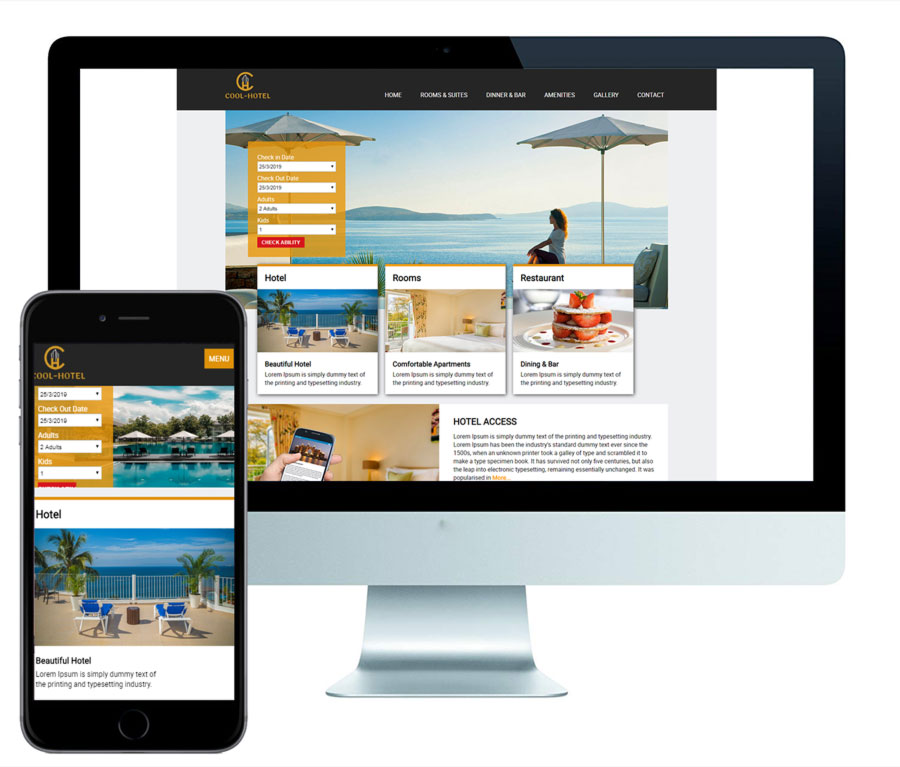 COOL-HOTEL
HOME ROOMS & SUITES DINNER & BAR AMENITIES GALLERY CONTACT
Check in Date
25/3/2019
Check Out Date
25/3/2019
Adults
2 Adults
Kids
1
CHECK ABILITY
Hotel
Beautiful Hotel
Lorem Ipsum is simply dummy text of
the printing and typesetting industry.
Rooms
Comfortable Apartments
Lorem Ipsum is simply dummy text of
the printing and typesetting industry.
Restaurant
Dining & Bar
Lorem Ipsum is simply dummy text of
the printing and typesetting industry.
HOTEL ACCESS
Lorem Ipsum is simply dummy text of the printing and typesetting industry.
Lorem Ipsum has been the industry's standard dummy text ever since the
1500s, when an unknown printer took a galley of type and scrambled it to
make a type specimen book. It has survived not only five centuries, but also
the leap into electronic typesetting, remaining essentially unchanged. It was
popularised in More...
COOL-HOTEL
MENU
25/3/2019
Check Out Date
25/3/2019
Adults
2 Adults
Kids
1
Hotel
Beautiful Hotel
Lorem Ipsum is simply dummy text of
the printing and typesetting industry.